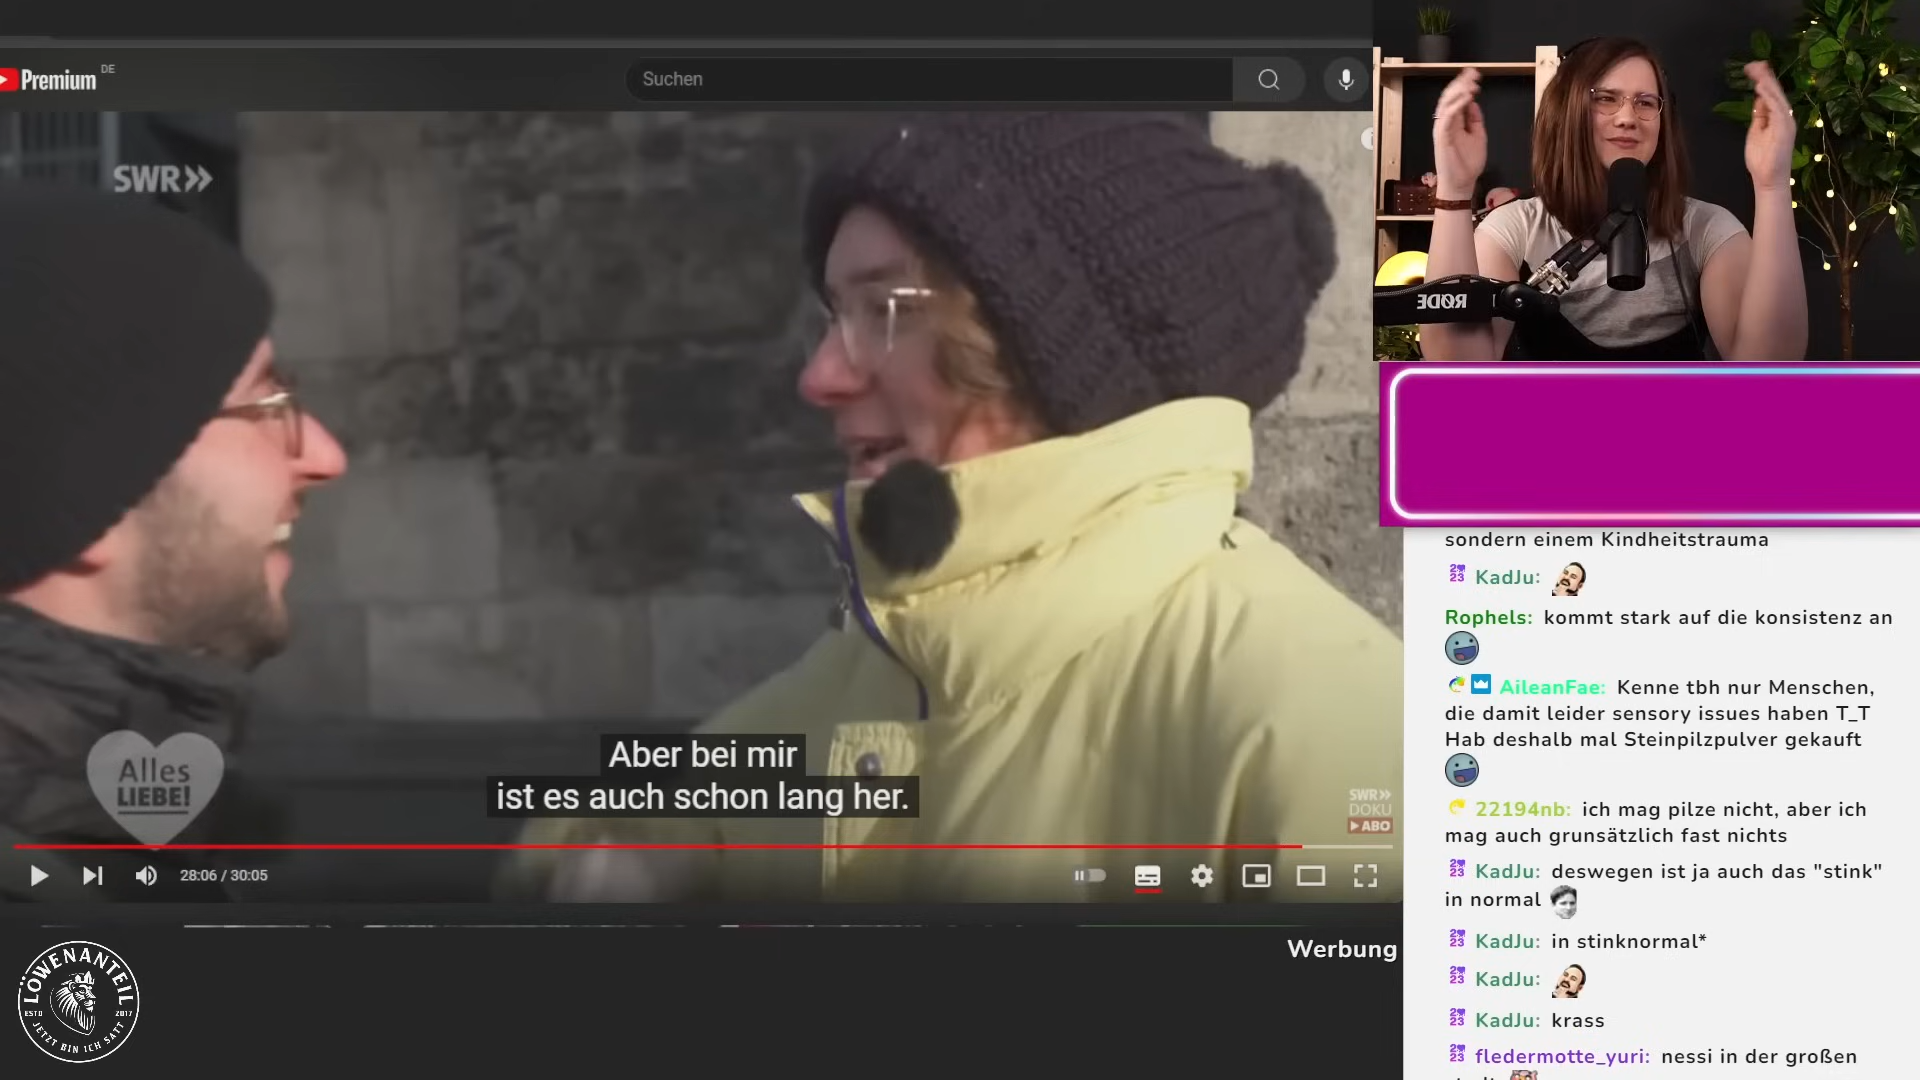 Premium DE
Suchen
SWR»
Aber bei mir
ist es auch schon lang her.
Alles
LIEBE!
SWR»
DOKU
ABO
28:06 / 30:05
RØDE
Werbung
LÖWENANTEIL
ESTD 2017
JETZT BIN ICH SATT
sondern einem Kindheitstrauma
KadJu:
Rophels: kommt stark auf die konsistenz an
AileanFae: Kenne tbh nur Menschen,
die damit leider sensory issues haben T_T
Hab deshalb mal Steinpilzpulver gekauft
22194nb: ich mag pilze nicht, aber ich
mag auch grunsätzlich fast nichts
KadJu: deswegen ist ja auch das "stink"
in normal
KadJu: in stinknormal*
KadJu:
KadJu: krass
fledermotte_yuri: nessi in der großen